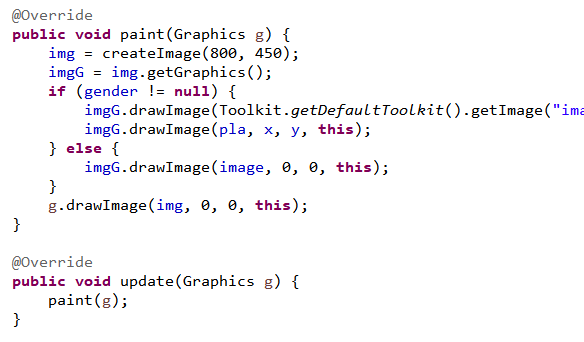 @Override
public void paint(Graphics g) {
    img = createImage(800, 450);
    imgG = img.getGraphics();
    if (gender != null) {
        imgG.drawImage(Toolkit.getDefaultToolkit().getImage("ima
        imgG.drawImage(pla, x, y, this);
    } else {
        imgG.drawImage(image, 0, 0, this);
    }
    g.drawImage(img, 0, 0, this);
}
@Override
public void update(Graphics g) {
    paint(g);
}